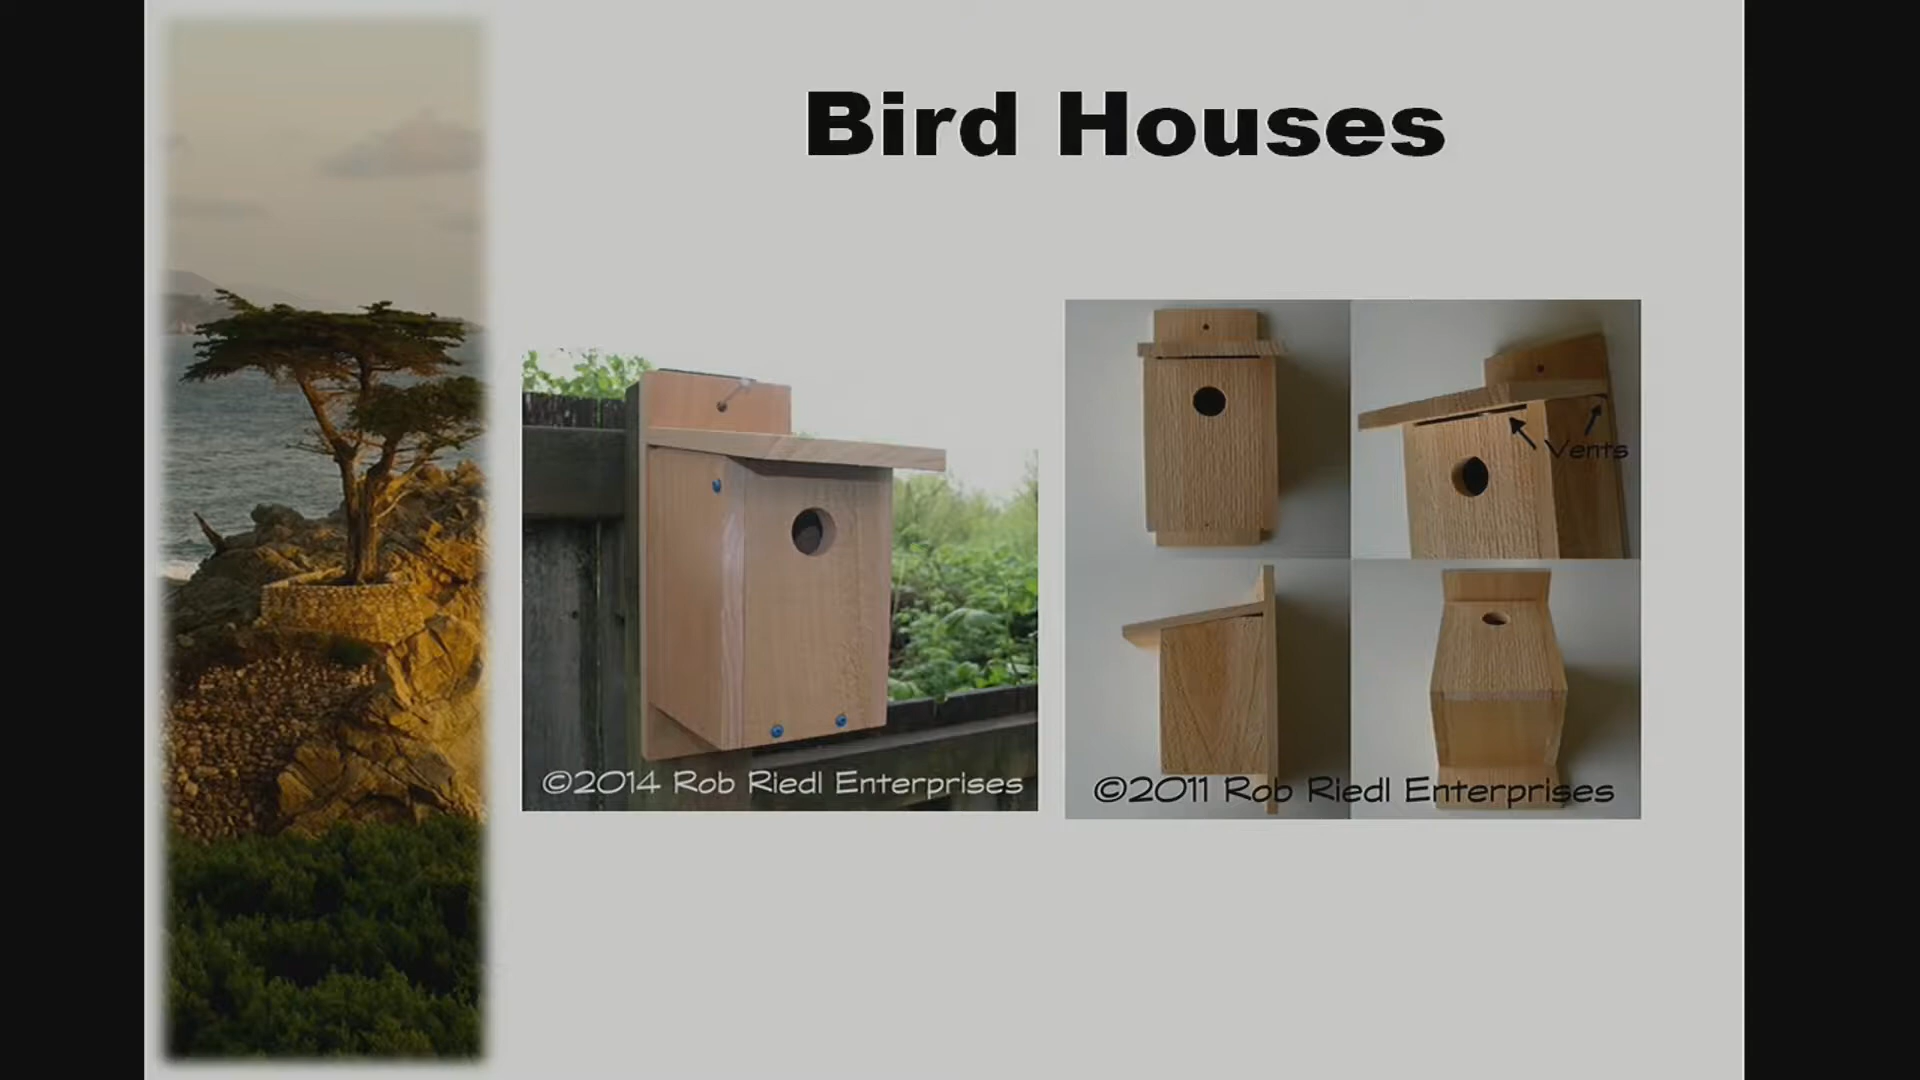 Bird Houses
Vents
©2014 Rob Riedl Enterprises
©2011 Rob Riedl Enterprises